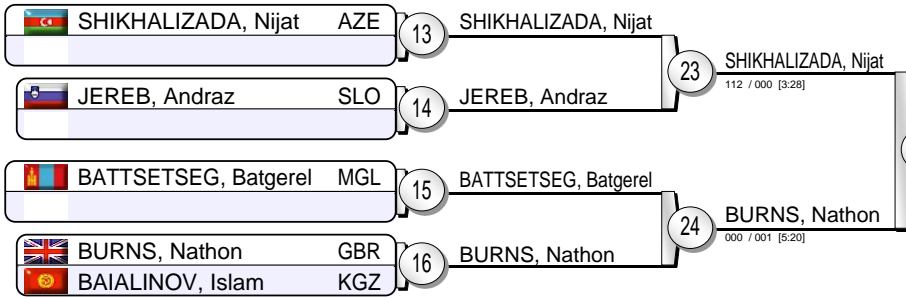 SHIKHALIZADA, Nijat AZE
13
SHIKHALIZADA, Nijat
23
SHIKHALIZADA, Nijat
112 / 000 [3:28]
JEREB, Andraz SLO
14
JEREB, Andraz
BATTSETSEG, Batgerel MGL
15
BATTSETSEG, Batgerel
24
BURNS, Nathon
000 / 001 [5:20]
BURNS, Nathon GBR
16
BURNS, Nathon
BAIALINOV, Islam KGZ